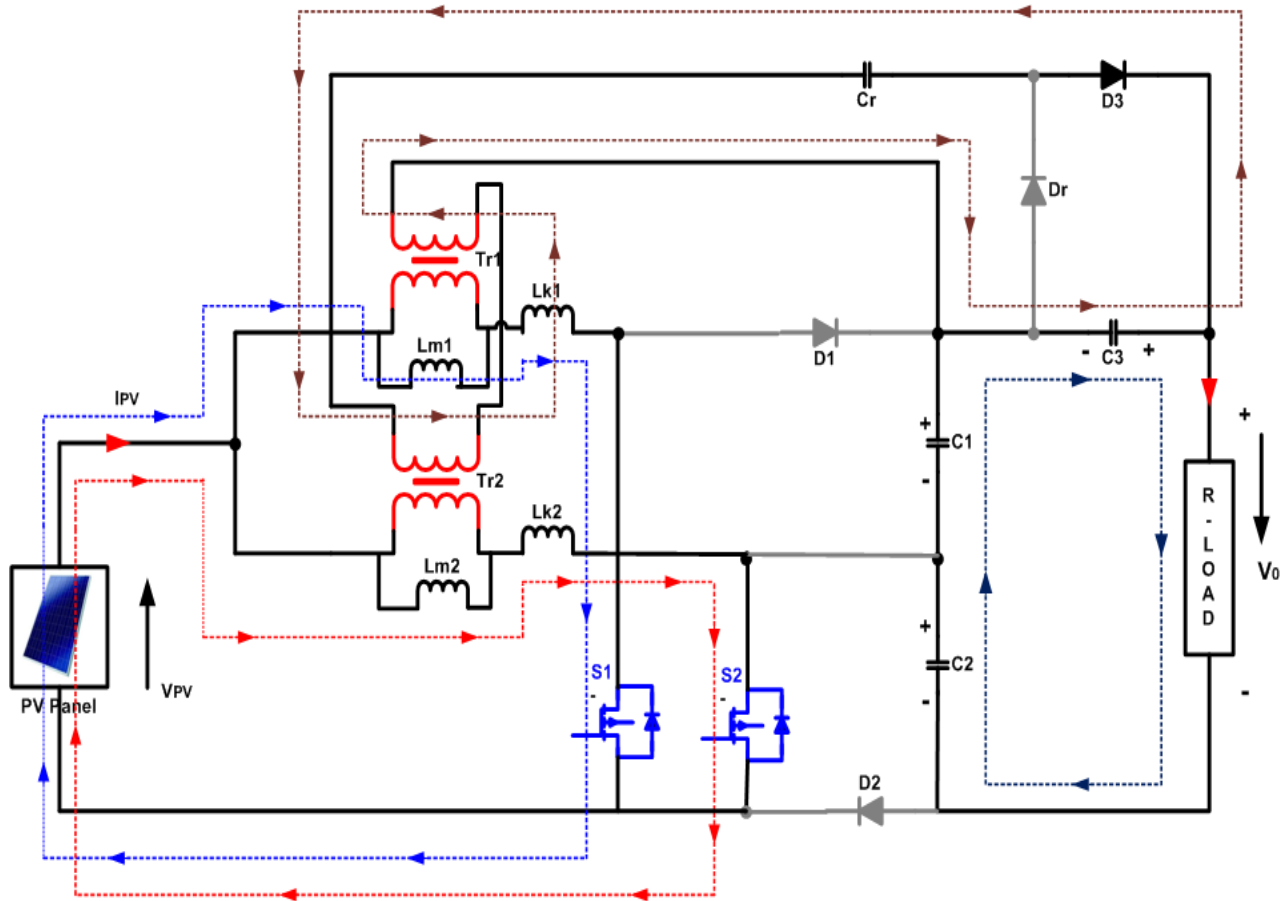 Cr
D3
Dr
Tr1
Lk1
Lm1
D1
- C3 +
IPV
+
C1
-
+
Tr2
Lk2
Lm2
R-LOAD
V0
+
C2
-
-
S1
-
S2
-
VPV
PV Panel
D2